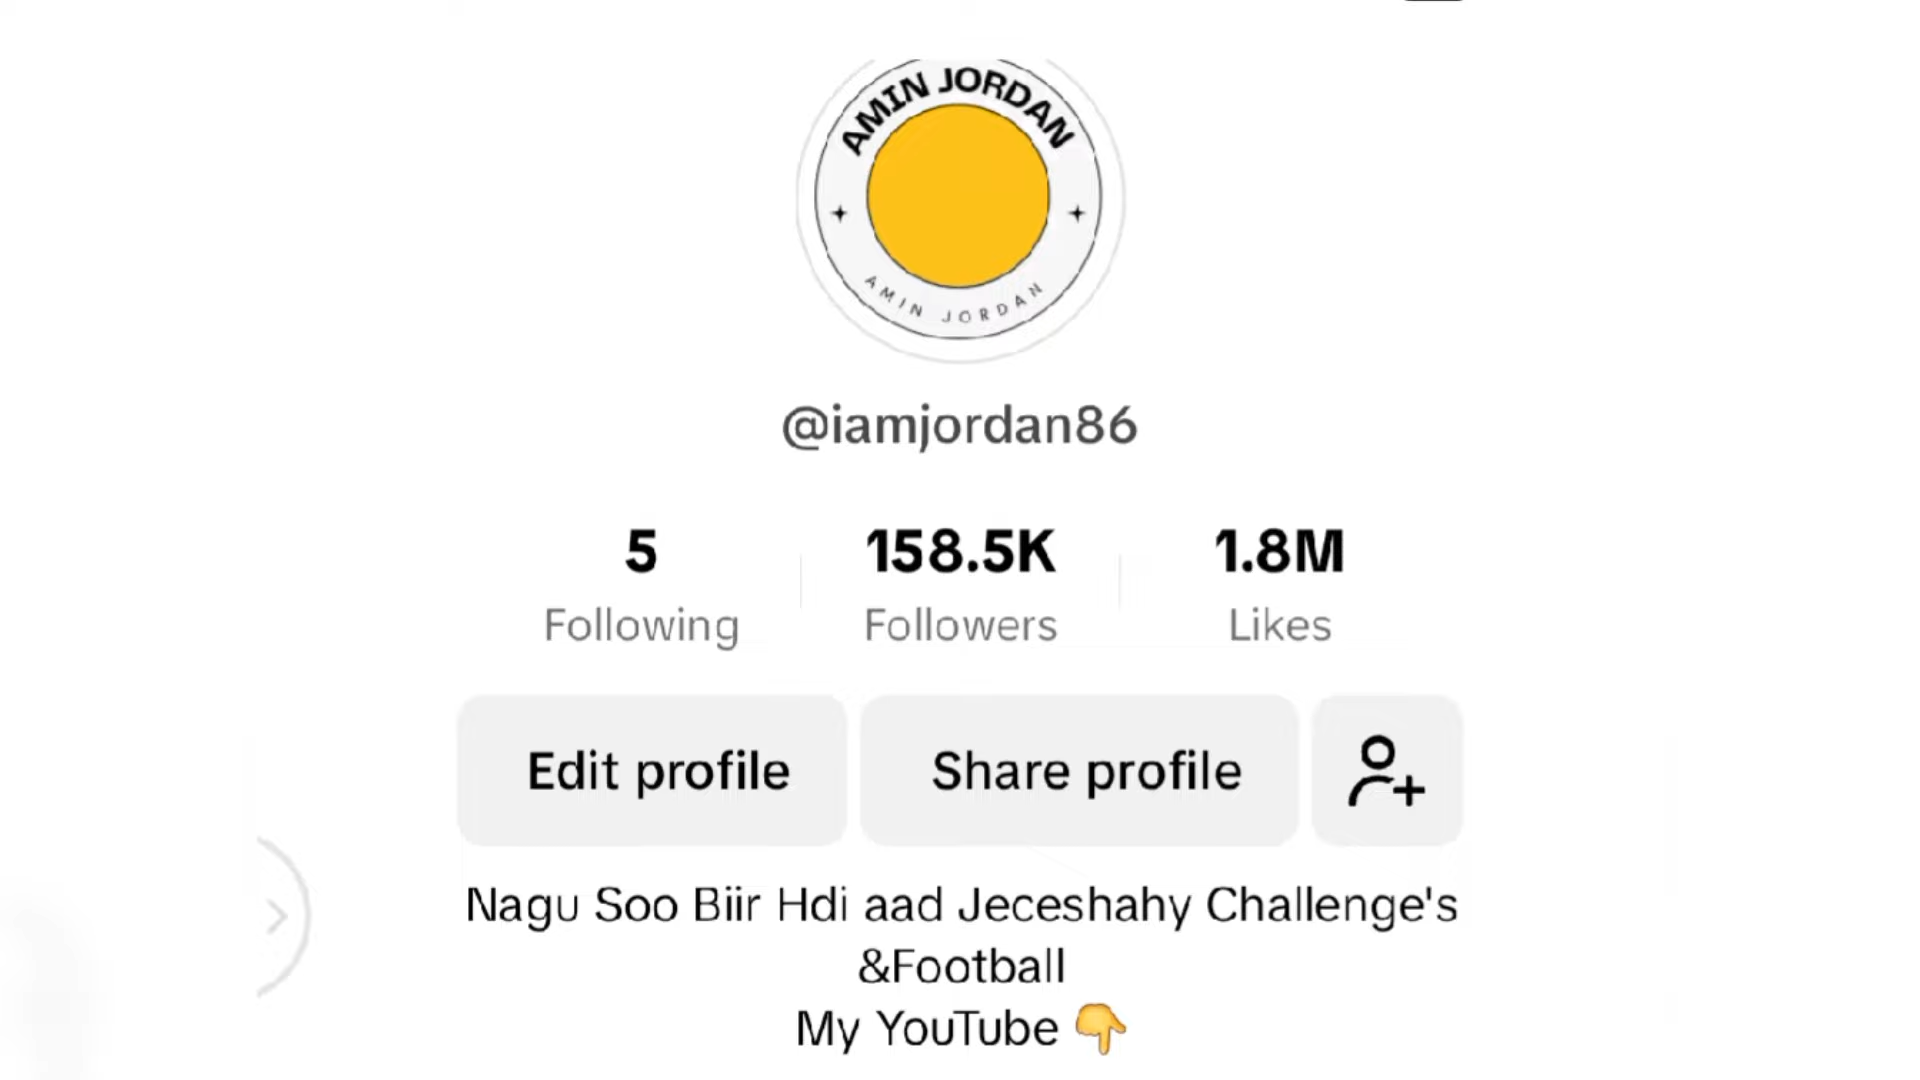 AMIN JORDAN
AMIN JORDAN
@iamjordan86
5 158.5K 1.8M
Following Followers Likes
Edit profile Share profile
Nagu Soo Biir Hdi aad Jeceshahy Challenge's
&Football
My YouTube 👇